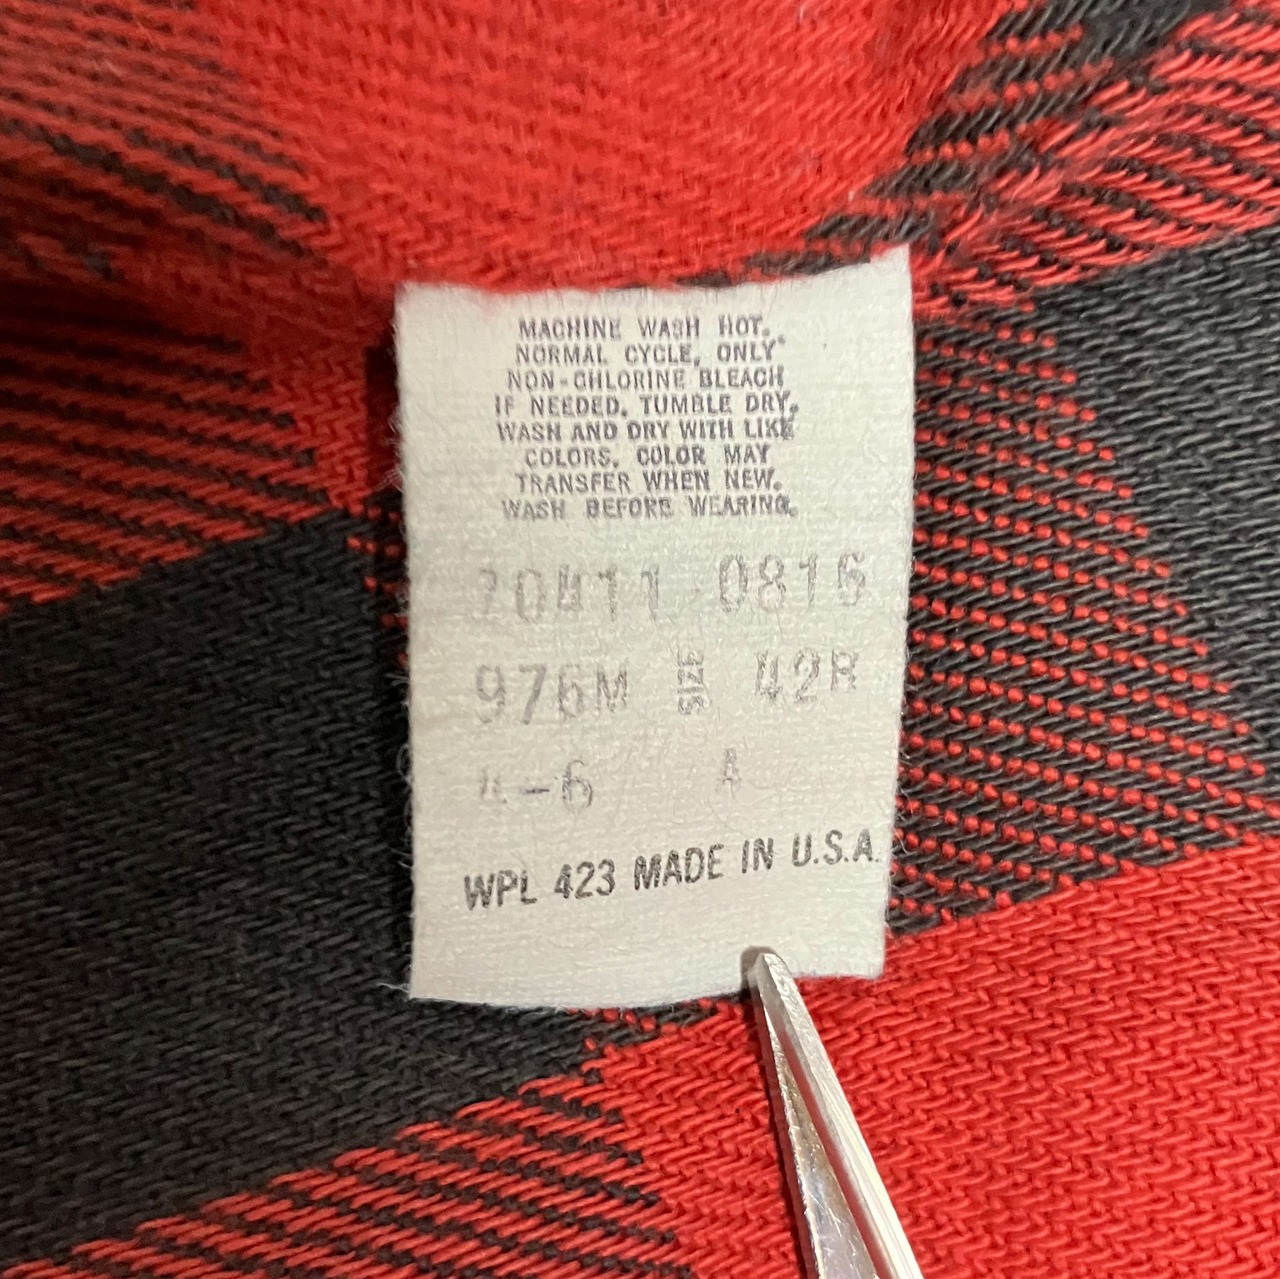 MACHINE WASH HOT.
NORMAL CYCLE, ONLY
NON-CHLORINE BLEACH
IF NEEDED. TUMBLE DRY.
WASH AND DRY WITH LIKE
COLORS. COLOR MAY
TRANSFER WHEN NEW.
WASH BEFORE WEARING.
70411 0816
976M SIZE 42R
A
WPL 423 MADE IN U.S.A.